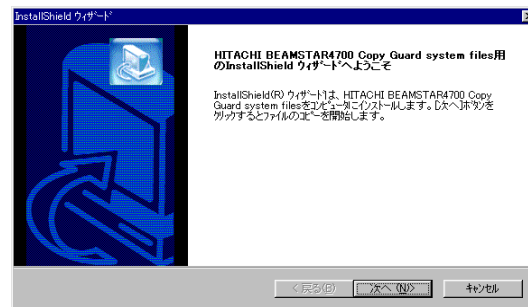 InstallShield ウィザード
HITACHI BEAMSTAR4700 Copy Guard system files用
のInstallShield ウィザードへようこそ
InstallShield(R) ウィザードは、HITACHI BEAMSTAR4700 Copy
Guard system filesをコンピュータにインストールします。[次へ]ボタンを
クリックするとファイルのコピーを開始します。
< 戻る(B)
次へ (N)>
キャンセル